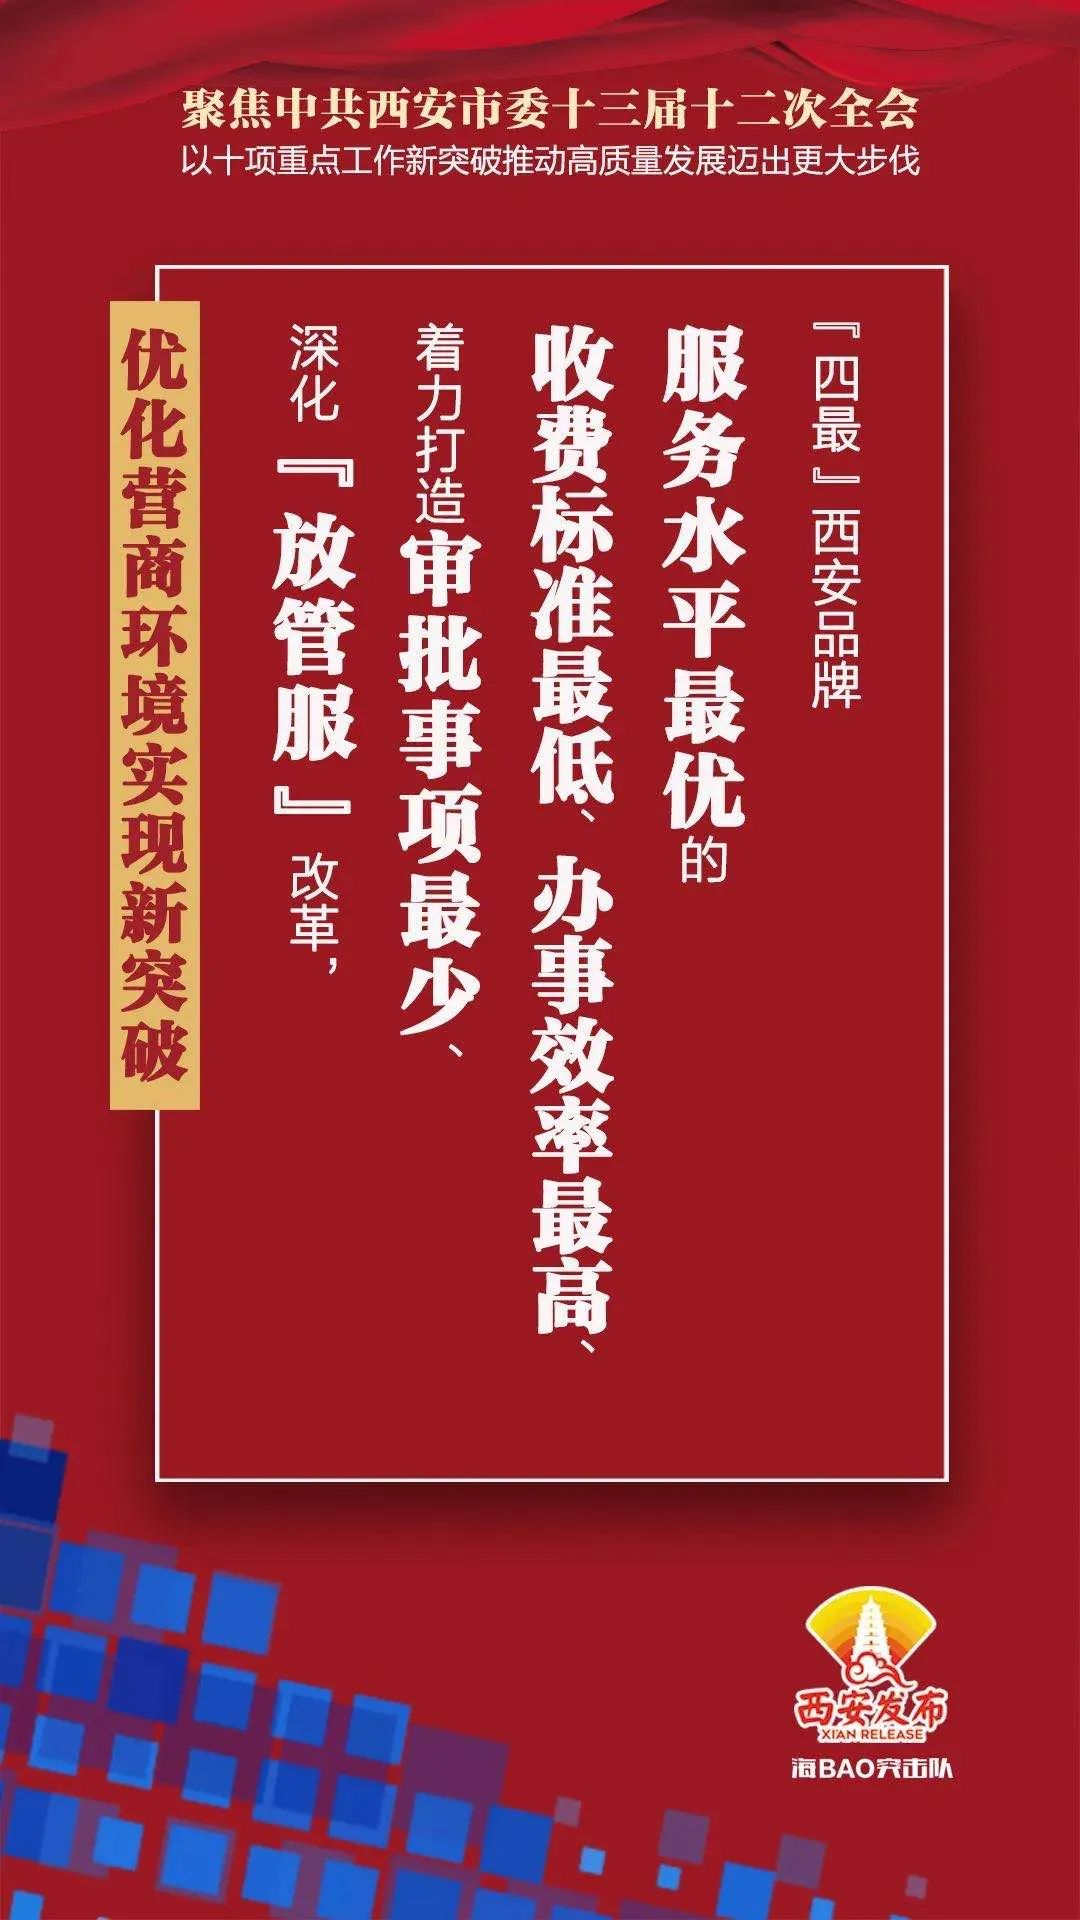 聚焦中共西安市委十三届十二次全会
以十项重点工作新突破推动高质量发展迈出更大步伐
优化营商环境实现新突破
深化『放管服』改革，
着力打造审批事项最少、
收费标准最低、办事效率最高、
服务水平最优的
『四最』西安品牌
西安发布
XIAN RELEASE
海BAO突击队